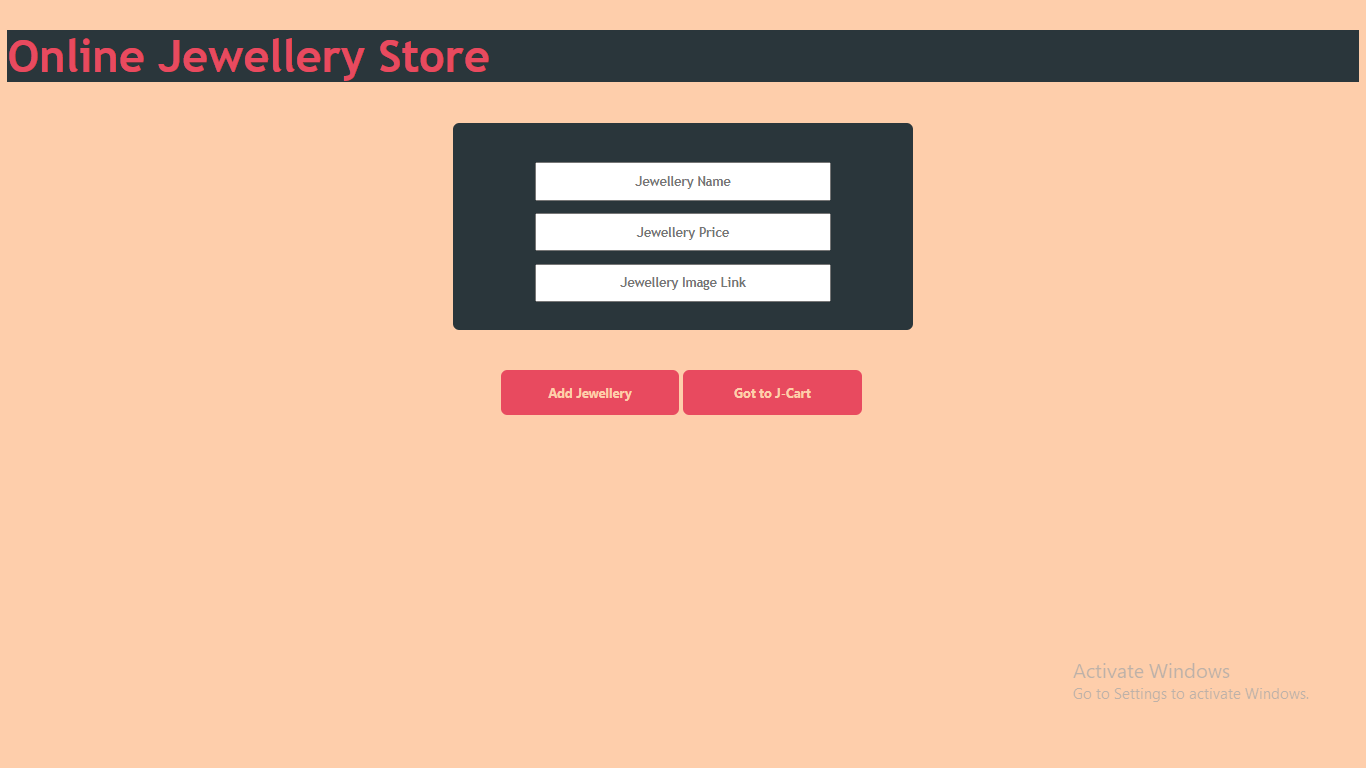 Online Jewellery Store
Jewellery Name
Jewellery Price
Jewellery Image Link
Add Jewellery Got to J-Cart
Activate Windows
Go to Settings to activate Windows.